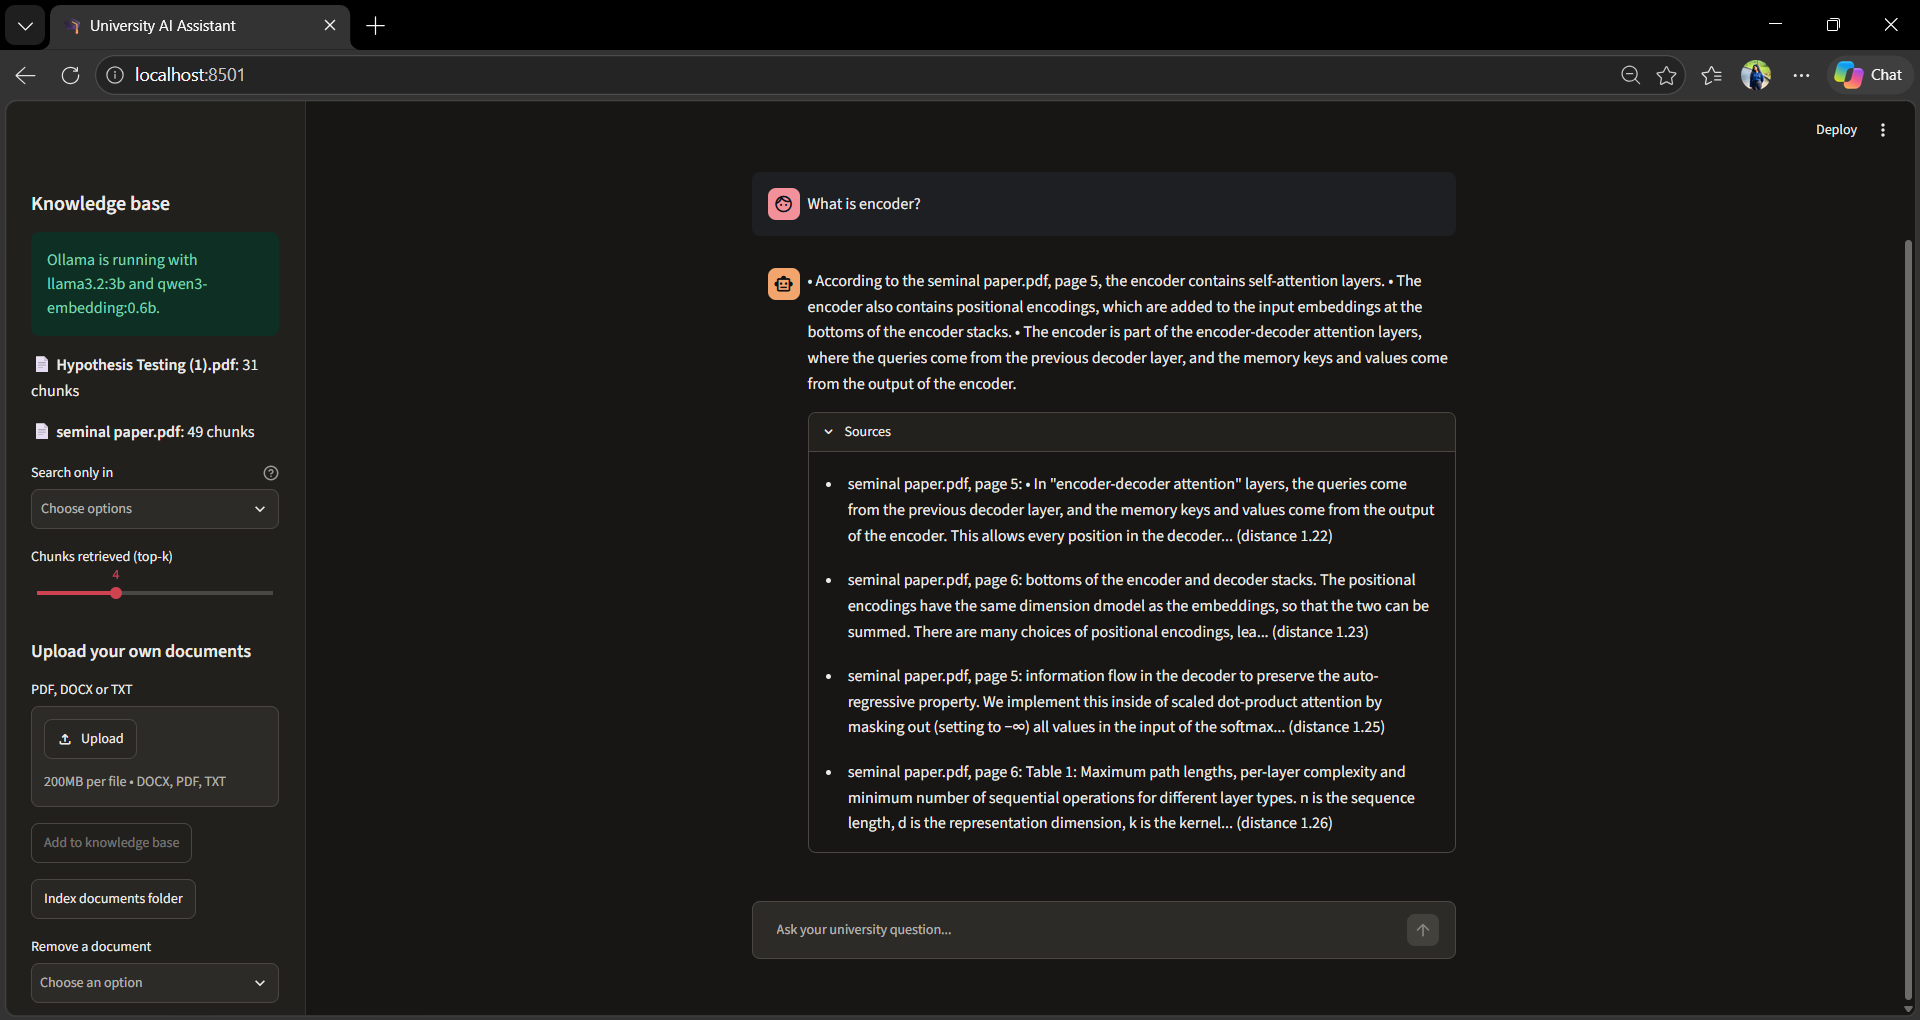 University AI Assistant
localhost:8501
Chat
Deploy
Knowledge base
Ollama is running with
llama3.2:3b and qwen3-
embedding:0.6b.
Hypothesis Testing (1).pdf: 31
chunks
seminal paper.pdf: 49 chunks
Search only in
Choose options
Chunks retrieved (top-k)
4
Upload your own documents
PDF, DOCX or TXT
Upload
200MB per file • DOCX, PDF, TXT
Add to knowledge base
Index documents folder
Remove a document
Choose an option
What is encoder?
• According to the seminal paper.pdf, page 5, the encoder contains self-attention layers. • The
encoder also contains positional encodings, which are added to the input embeddings at the
bottoms of the encoder stacks. • The encoder is part of the encoder-decoder attention layers,
where the queries come from the previous decoder layer, and the memory keys and values come
from the output of the encoder.
Sources
• seminal paper.pdf, page 5: • In "encoder-decoder attention" layers, the queries come
from the previous decoder layer, and the memory keys and values come from the output
of the encoder. This allows every position in the decoder... (distance 1.22)
• seminal paper.pdf, page 6: bottoms of the encoder and decoder stacks. The positional
encodings have the same dimension dmodel as the embeddings, so that the two can be
summed. There are many choices of positional encodings, lea... (distance 1.23)
• seminal paper.pdf, page 5: information flow in the decoder to preserve the auto-
regressive property. We implement this inside of scaled dot-product attention by
masking out (setting to −∞) all values in the input of the softmax... (distance 1.25)
• seminal paper.pdf, page 6: Table 1: Maximum path lengths, per-layer complexity and
minimum number of sequential operations for different layer types. n is the sequence
length, d is the representation dimension, k is the kernel... (distance 1.26)
Ask your university question...